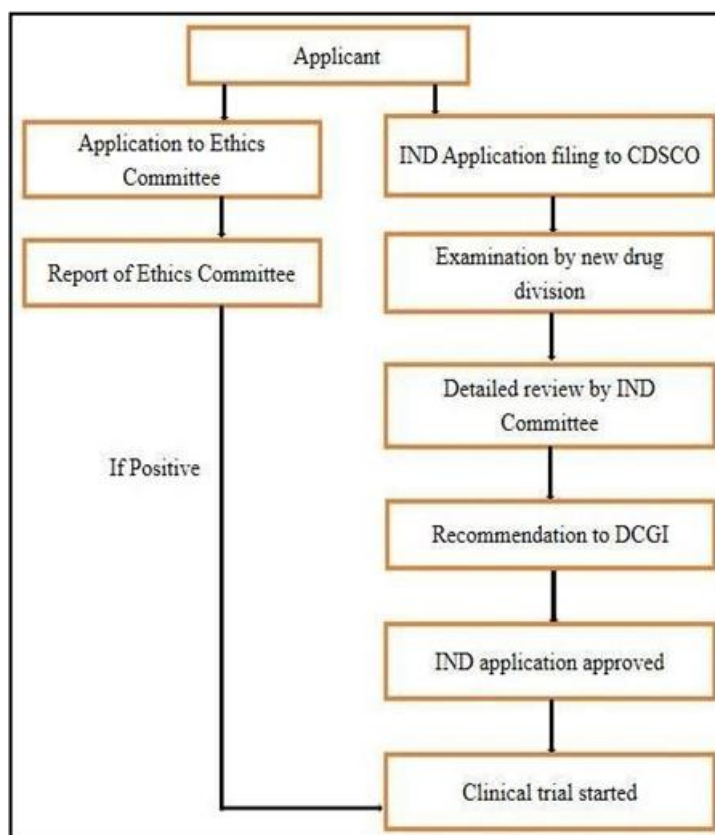 Applicant
Application to Ethics
Committee
IND Application filing to CDSCO
Report of Ethics Committee
Examination by new drug
division
Detailed review by IND
Committee
If Positive
Recommendation to DCGI
IND application approved
Clinical trial started